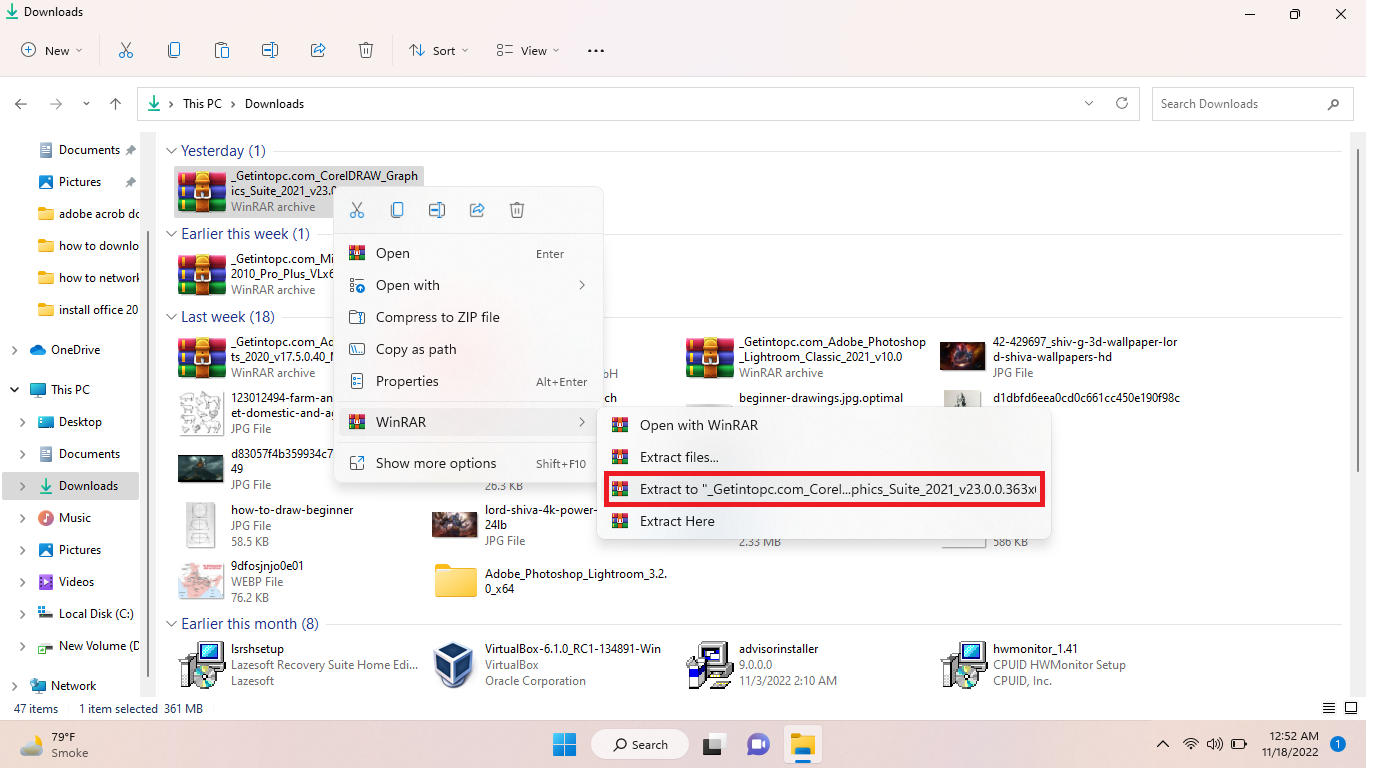 Downloads
New
Sort
View
This PC
Downloads
Search Downloads
Documents
Pictures
adobe acrob dc
how to downlo
how to network
install office 20
OneDrive
This PC
Desktop
Documents
Downloads
Music
Pictures
Videos
Local Disk (C:)
New Volume (D
Network
Yesterday (1)
_Getintopc.com_CorelDRAW_Graph
ics_Suite_2021_v23.0
WinRAR archive
Earlier this week (1)
_Getintopc.com_Mi
2010_Pro_Plus_VLx6
WinRAR archive
Last week (18)
_Getintopc.com_Ad
ts_2020_v17.5.0.40_N
WinRAR archive
bH
_Getintopc.com_Adobe_Photoshop
_Lightroom_Classic_2021_v10.0
WinRAR archive
42-429697_shiv-g-3d-wallpaper-lor
d-shiva-wallpapers-hd
JPG File
123012494-farm-an
et-domestic-and-ag
JPG File
ch
beginner-drawings.jpg.optimal
d1dbfd6eea0cd0c661cc450e190f98c
d83057f4b359934c7
49
JPG File
26.3 KB
how-to-draw-beginner
JPG File
58.5 KB
lord-shiva-4k-power-
24lb
JPG File
2.33 MB
586 KB
9dfosjnjo0e01
WEBP File
76.2 KB
Adobe_Photoshop_Lightroom_3.2.
0_x64
Earlier this month (8)
lsrshsetup
Lazesoft Recovery Suite Home Edi...
Lazesoft
VirtualBox-6.1.0_RC1-134891-Win
VirtualBox
Oracle Corporation
advisorinstaller
9.0.0.0
11/3/2022 2:10 AM
hwmonitor_1.41
CPUID HWMonitor Setup
CPUID, Inc.
Open Enter
Open with
Compress to ZIP file
Copy as path
Properties Alt+Enter
WinRAR
Show more options Shift+F10
Open with WinRAR
Extract files...
Extract to "_Getintopc.com_Corel...phics_Suite_2021_v23.0.0.363x
Extract Here
47 items 1 item selected 361 MB
79°F
Smoke
Search
12:52 AM
11/18/2022
1